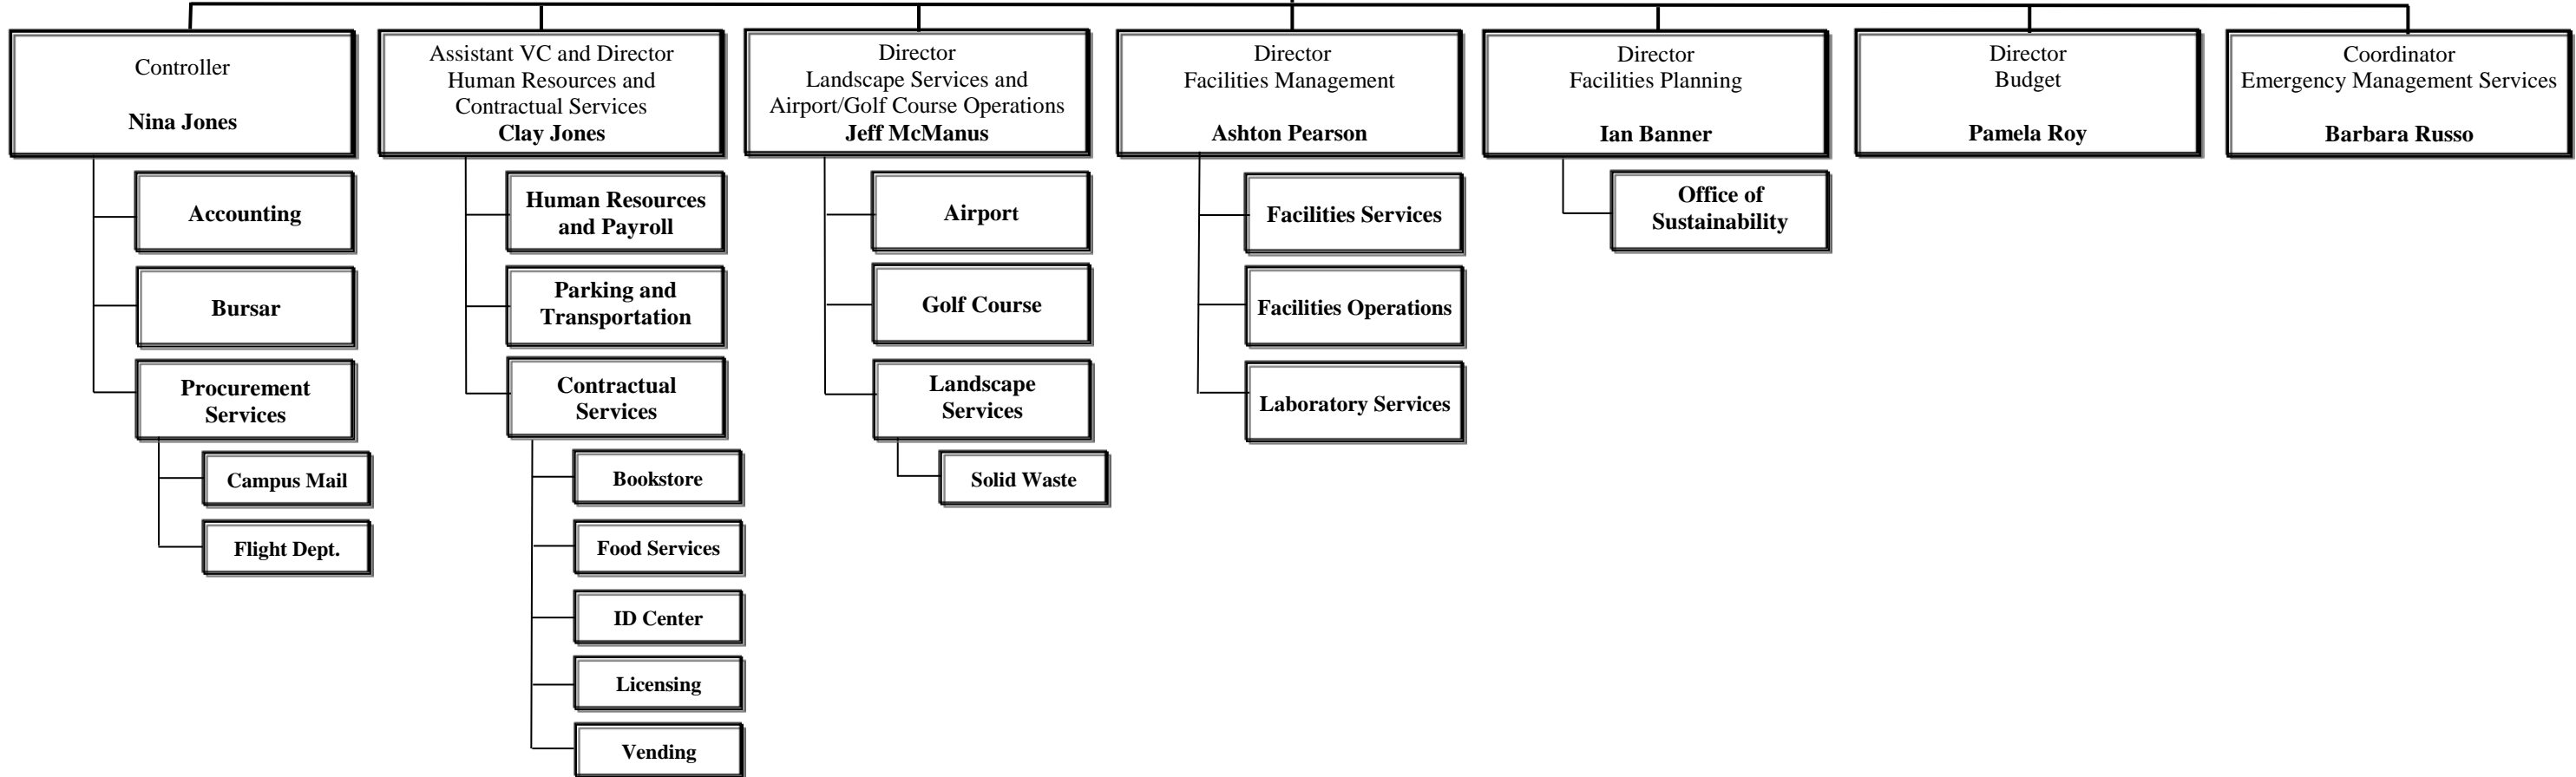 Controller
Nina Jones
Accounting
Bursar
Procurement
Services
Campus Mail
Flight Dept.
Assistant VC and Director
Human Resources and
Contractual Services
Clay Jones
Human Resources
and Payroll
Parking and
Transportation
Contractual
Services
Bookstore
Food Services
ID Center
Licensing
Vending
Director
Landscape Services and
Airport/Golf Course Operations
Jeff McManus
Airport
Golf Course
Landscape
Services
Solid Waste
Director
Facilities Management
Ashton Pearson
Facilities Services
Facilities Operations
Laboratory Services
Director
Facilities Planning
Ian Banner
Office of
Sustainability
Director
Budget
Pamela Roy
Coordinator
Emergency Management Services
Barbara Russo